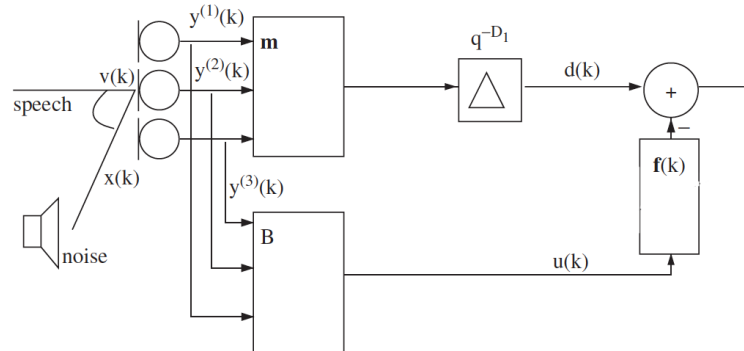 y⁽¹⁾(k)
m
q⁻ᴰ¹
v(k)
y⁽²⁾(k)
d(k)
+
speech
−
x(k)
y⁽³⁾(k)
f(k)
B
noise
u(k)